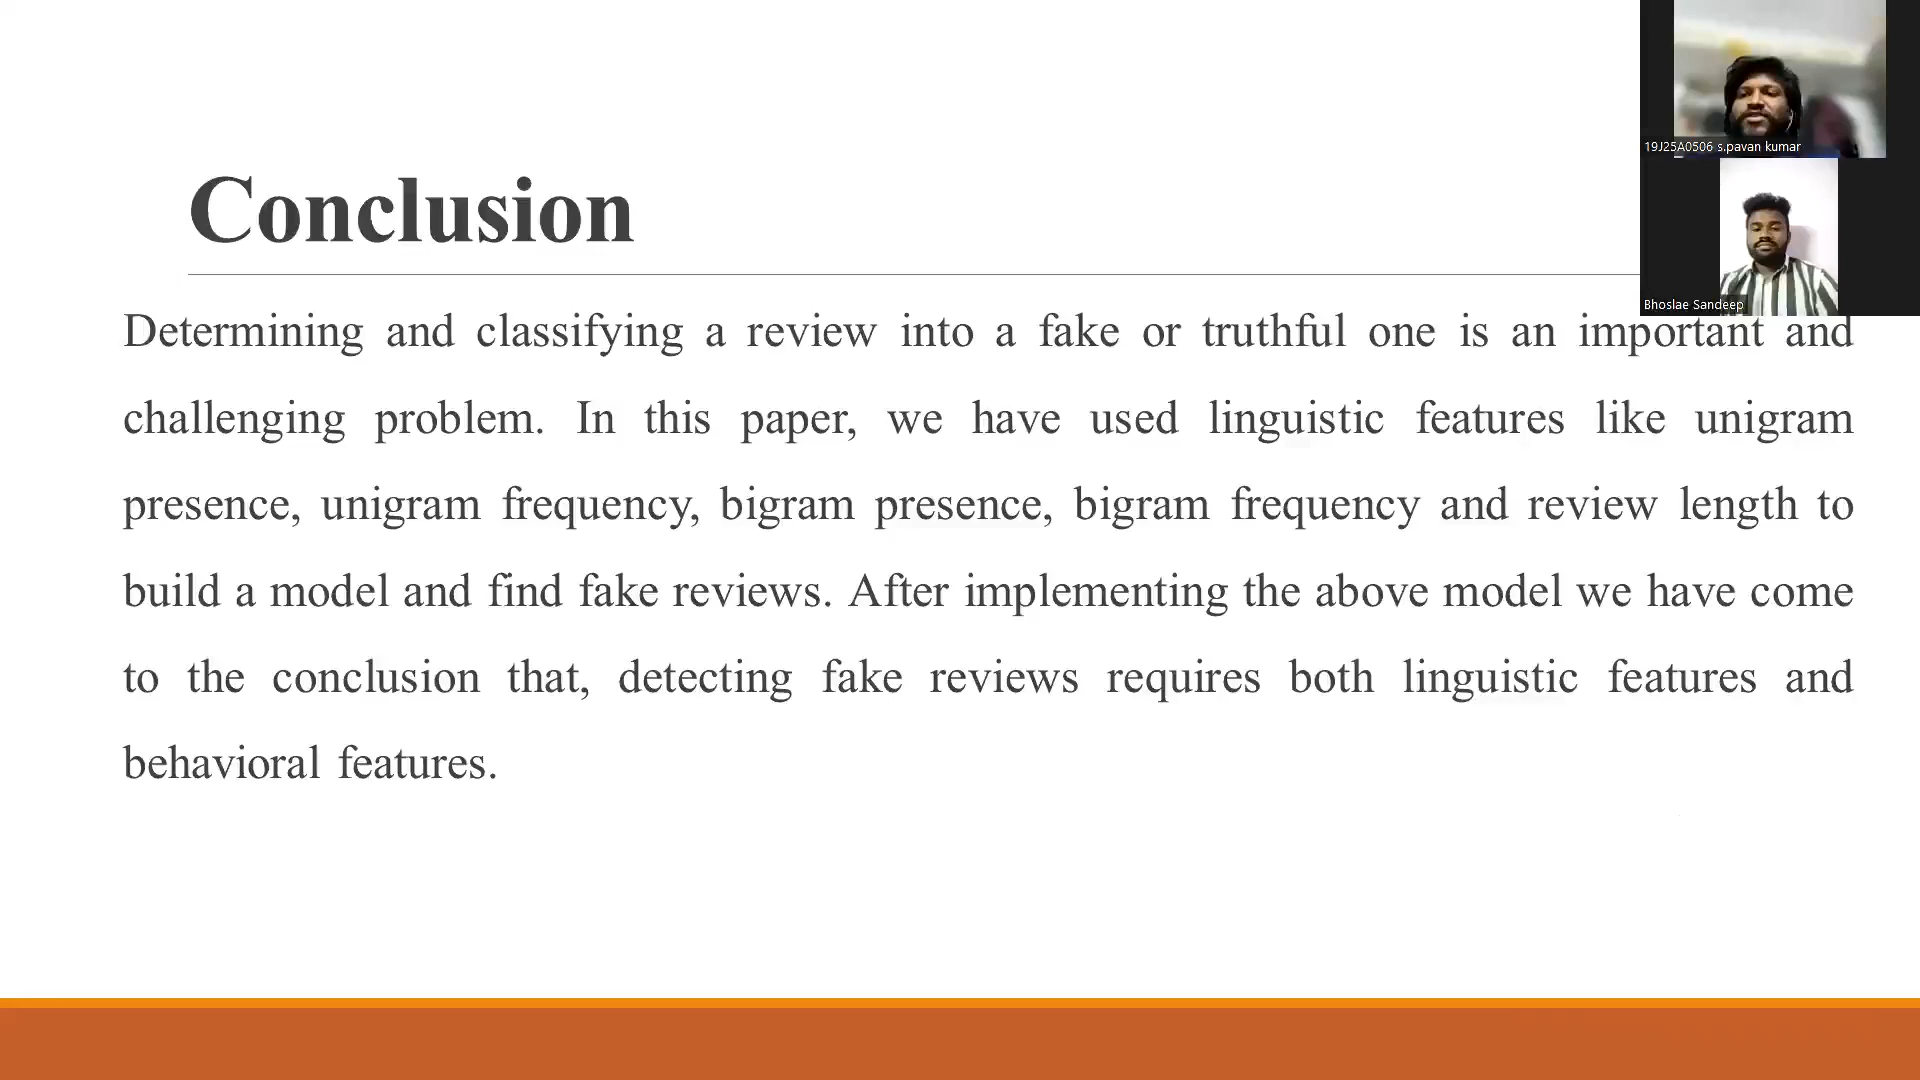 19J25A0506 s.pavan kumar
Conclusion
Bhoslae Sandeep
Determining and classifying a review into a fake or truthful one is an important and
challenging problem. In this paper, we have used linguistic features like unigram
presence, unigram frequency, bigram presence, bigram frequency and review length to
build a model and find fake reviews. After implementing the above model we have come
to the conclusion that, detecting fake reviews requires both linguistic features and
behavioral features.